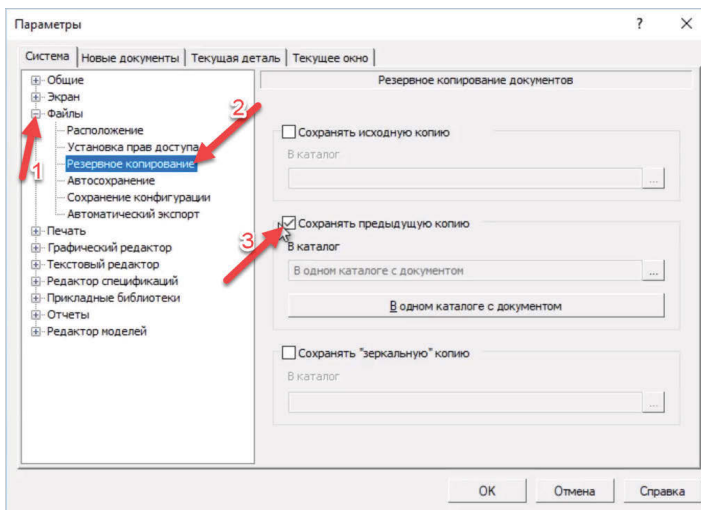 Параметры
?
Система
Новые документы
Текущая деталь
Текущее окно
Общие
Экран
Файлы
Расположение
Установка прав доступа
Резервное копирование
Автосохранение
Сохранение конфигурации
Автоматический экспорт
Печать
Графический редактор
Текстовый редактор
Редактор спецификаций
Прикладные библиотеки
Отчеты
Редактор моделей
1
2
3
Резервное копирование документов
Сохранять исходную копию
В каталог
...
Сохранять предыдущую копию
В каталог
В одном каталоге с документом
...
В одном каталоге с документом
Сохранять "зеркальную" копию
В каталог
...
OK
Отмена
Справка